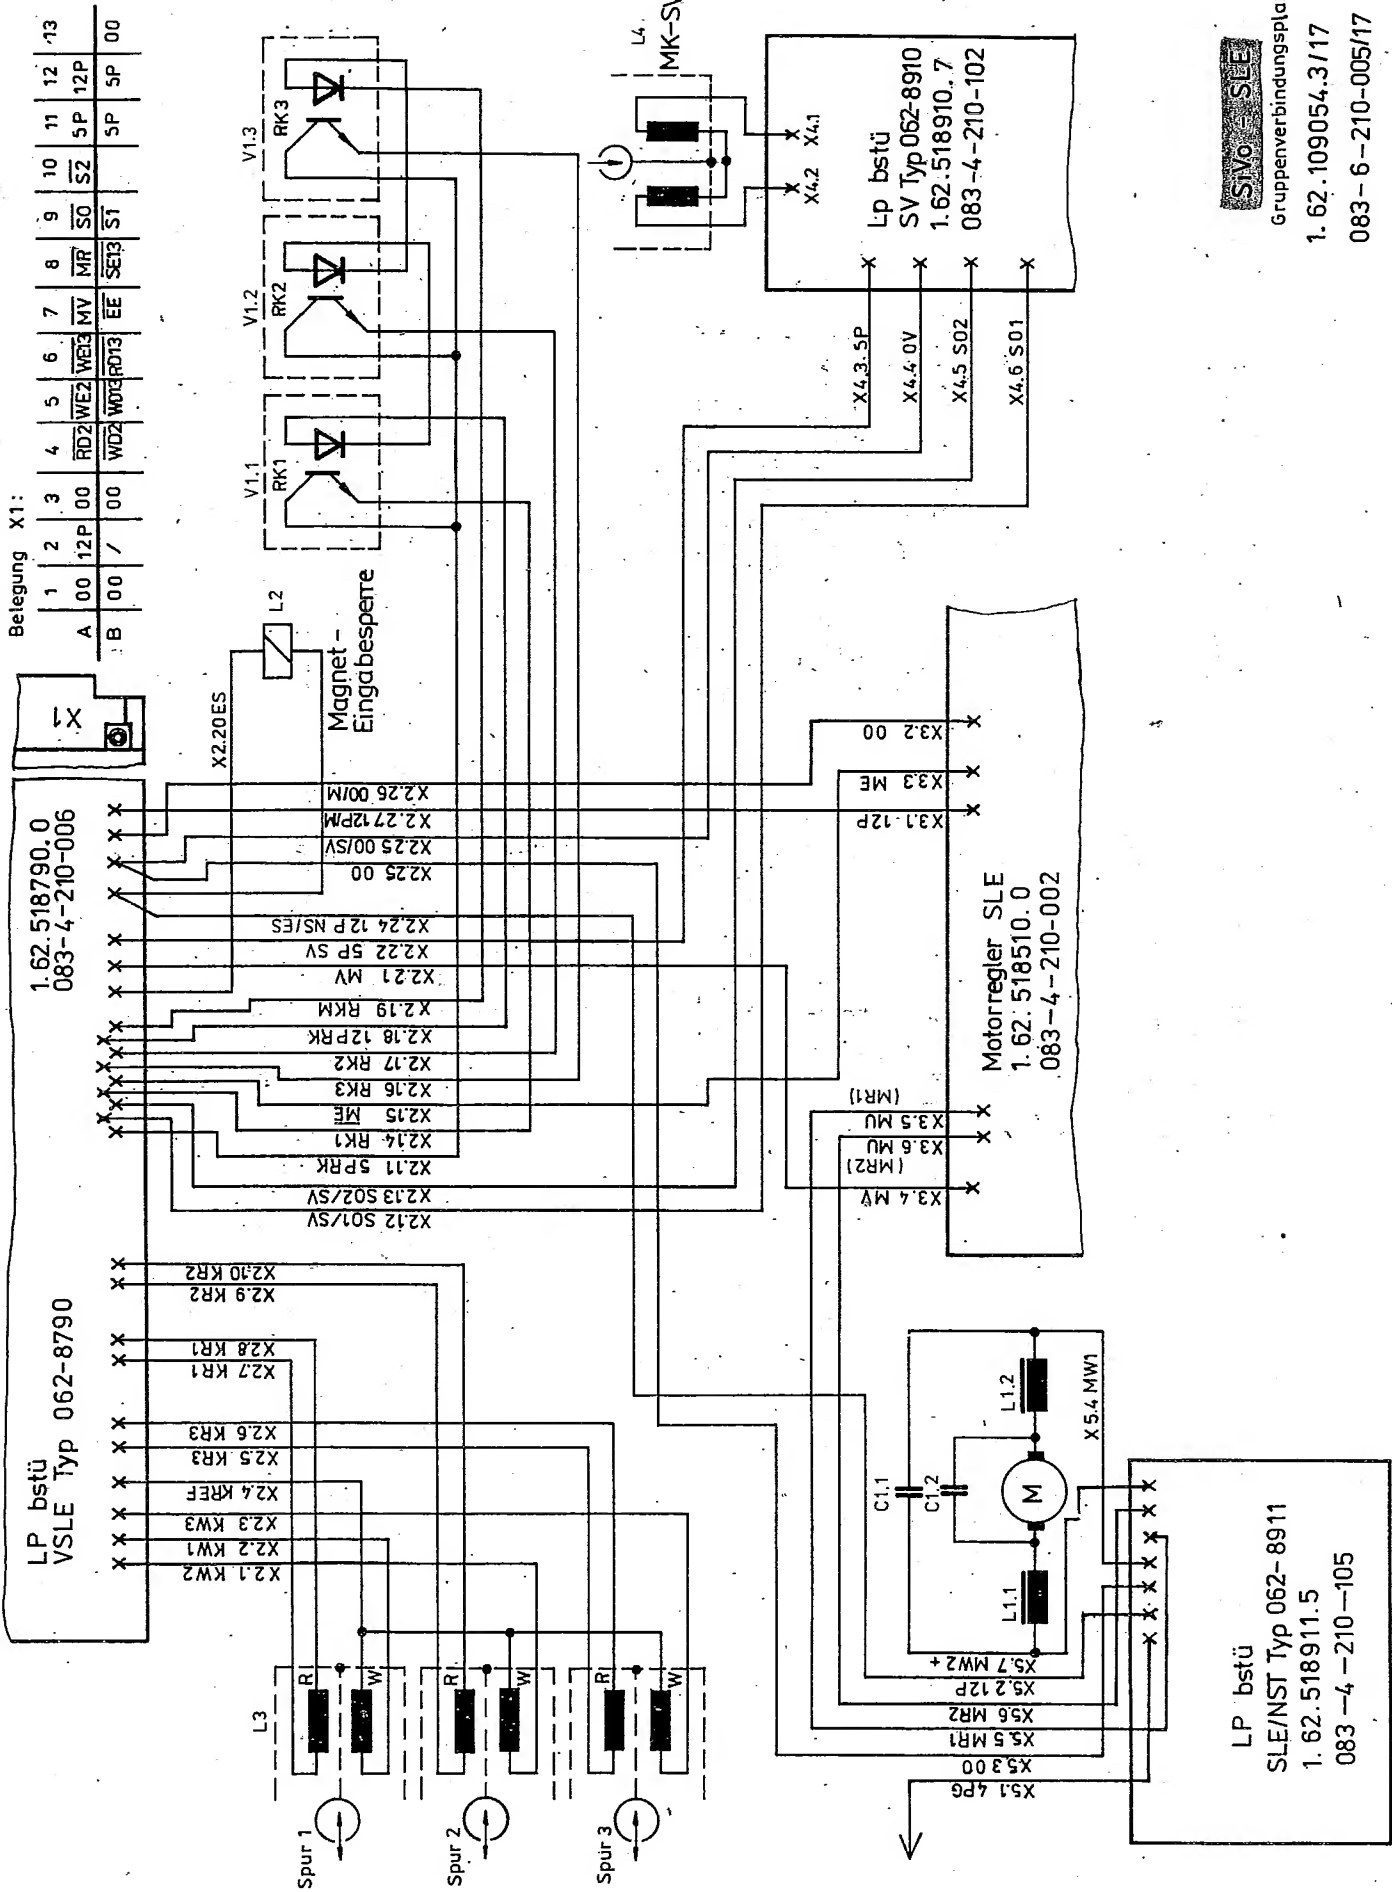 Belegung X1:
1 2 3 4 5 6 7 8 9 10 11 12 13
A 00 12P 00 RD2 WE2 WE13 MV MR S0 S2 5P 12P
B 00 / 00 WD2 WD13 RD13 EE SE13 S1 5P 5P 00
X1
LP bstü
VSLE Typ 062-8790
1.62.518790.0
083-4-210-006
X2.26 00/M
X2.27 12P/M
X2.25 00/SV
X2.25 00
X2.24 12P NS/ES
X2.22 5P SV
X2.21 MV
X2.20ES
X2.19 RKM
X2.18 12PRK
X2.17 RK2
X2.16 RK3
X2.15 ME
X2.14 RK1
X2.11 5PRK
X2.13 S02/SV
X2.12 S01/SV
X2.10 KR2
X2.9 KR2
X2.8 KR1
X2.7 KR1
X2.6 KR3
X2.5 KR3
X2.4 KREF
X2.3 KW3
X2.2 KW1
X2.1 KW2
L2
Magnet-
Eingabesperre
V1.1
RK1
V1.2
RK2
V1.3
RK3
L4
X4.1
X4.2
Lp bstü
SV Typ 062-8910
1.62.518910.7
083-4-210-102
X4.3 5P
X4.4 0V
X4.5 S02
X4.6 S01
X3.2 00
X3.3 ME
X3.1 12P
Motorregler SLE
1.62.518510.0
083-4-210-002
(MR1)
X3.5 MU
X3.6 MU
(MR2)
X3.4 MV
L3
R
W
Spur 1
R
W
Spur 2
R
W
Spur 3
C1.1
C1.2
L1.1
M
L1.2
X5.4 MW1
X5.7 MW2+
X5.2 12P
X5.6 MR2
X5.5 MR1
X5.3 00
X5.1 4PG
LP bstü
SLE/NST Typ 062-8911
1.62.518911.5
083-4-210-105
SiVo - SLE
1.62.109054.3/17
083-6-210-005/17